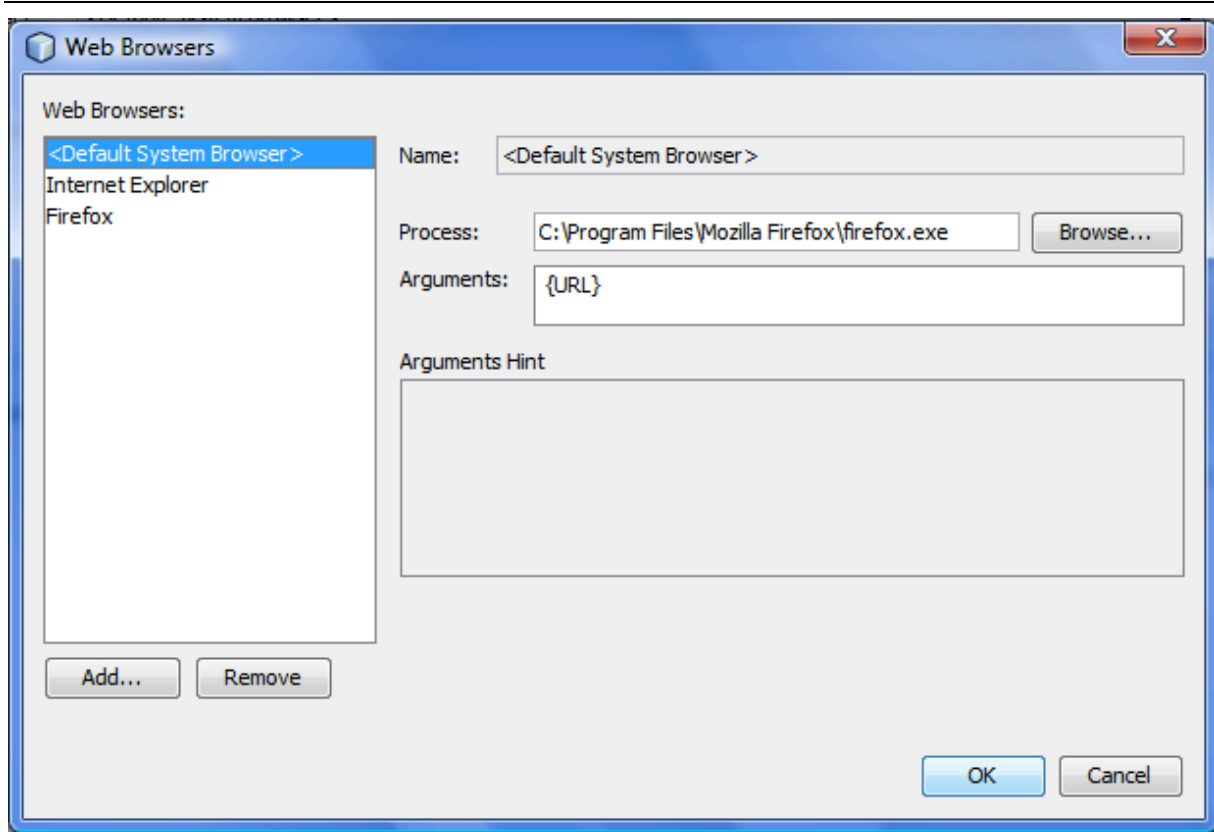 Web Browsers
X
Web Browsers:
<Default System Browser>
Internet Explorer
Firefox
Name: <Default System Browser>
Process: C:\Program Files\Mozilla Firefox\firefox.exe Browse...
Arguments: {URL}
Arguments Hint
Add... Remove
OK Cancel